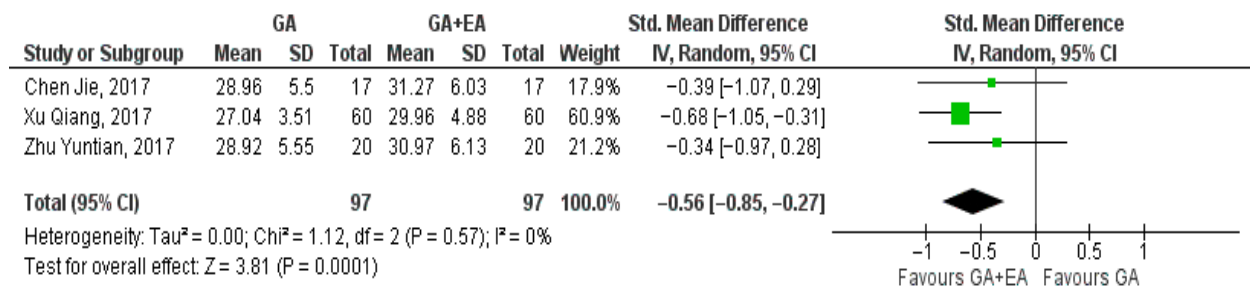 GA GA+EA Std. Mean Difference Std. Mean Difference
Study or Subgroup Mean SD Total Mean SD Total Weight IV, Random, 95% CI IV, Random, 95% CI
Chen Jie, 2017 28.96 5.5 17 31.27 6.03 17 17.9% −0.39 [−1.07, 0.29]
Xu Qiang, 2017 27.04 3.51 60 29.96 4.88 60 60.9% −0.68 [−1.05, −0.31]
Zhu Yuntian, 2017 28.92 5.55 20 30.97 6.13 20 21.2% −0.34 [−0.97, 0.28]
Total (95% CI) 97 97 100.0% −0.56 [−0.85, −0.27]
Heterogeneity: Tau² = 0.00; Chi² = 1.12, df = 2 (P = 0.57); I² = 0%
Test for overall effect: Z = 3.81 (P = 0.0001)
−1 −0.5 0 0.5 1
Favours GA+EA Favours GA